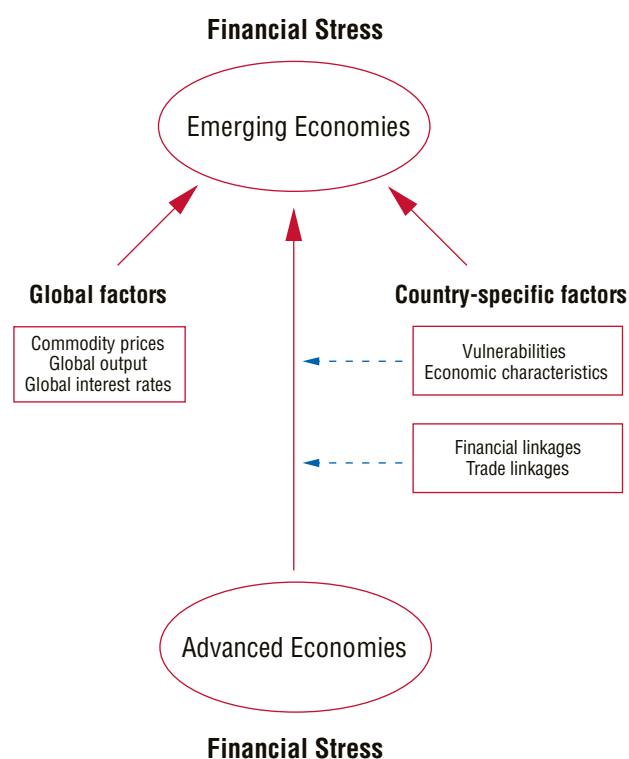 Financial Stress
Emerging Economies
Global factors
Commodity prices
Global output
Global interest rates
Country-specific factors
Vulnerabilities
Economic characteristics
Financial linkages
Trade linkages
Advanced Economies
Financial Stress